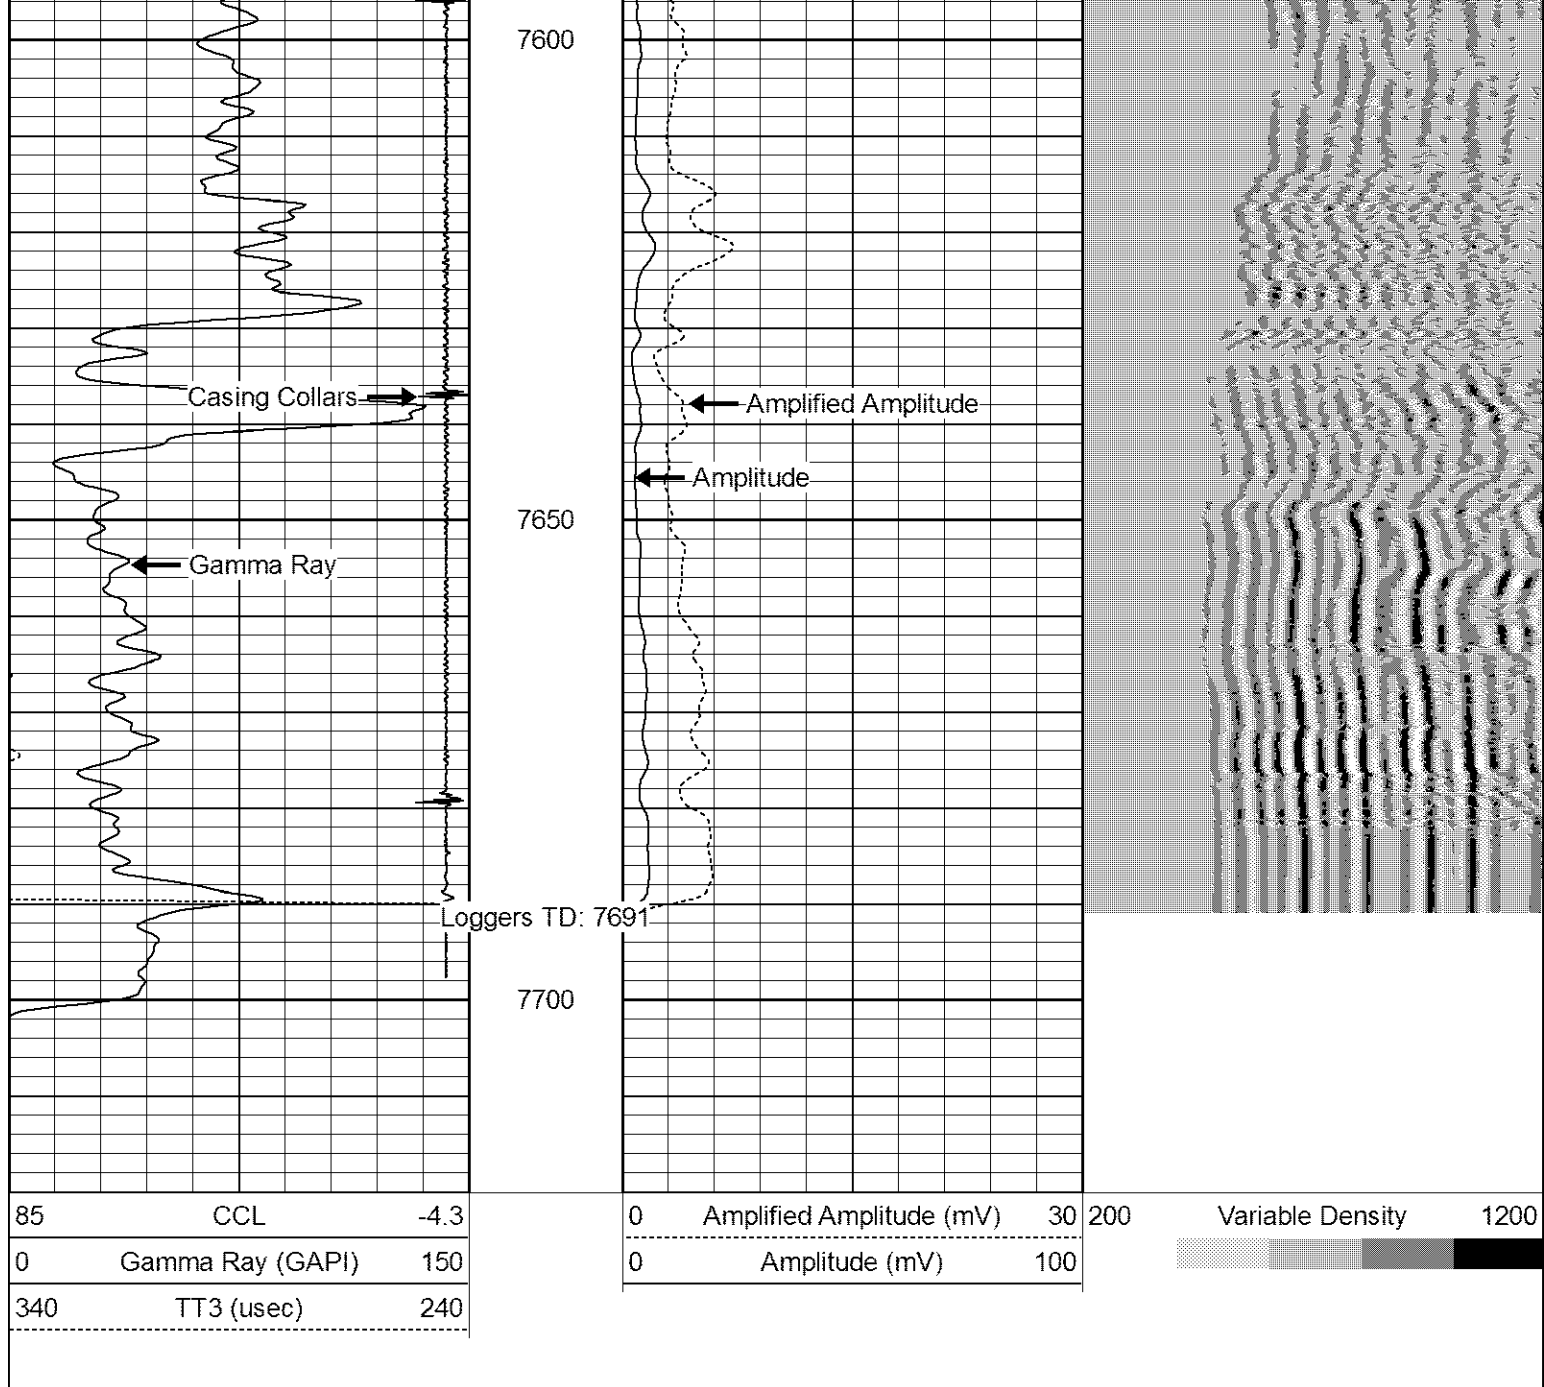 7600
Casing Collars
Amplified Amplitude
Amplitude
7650
Gamma Ray
Loggers TD: 7691
7700
85 CCL -4.3
0 Gamma Ray (GAPI) 150
340 TT3 (usec) 240
0 Amplified Amplitude (mV) 30
0 Amplitude (mV) 100
200 Variable Density 1200